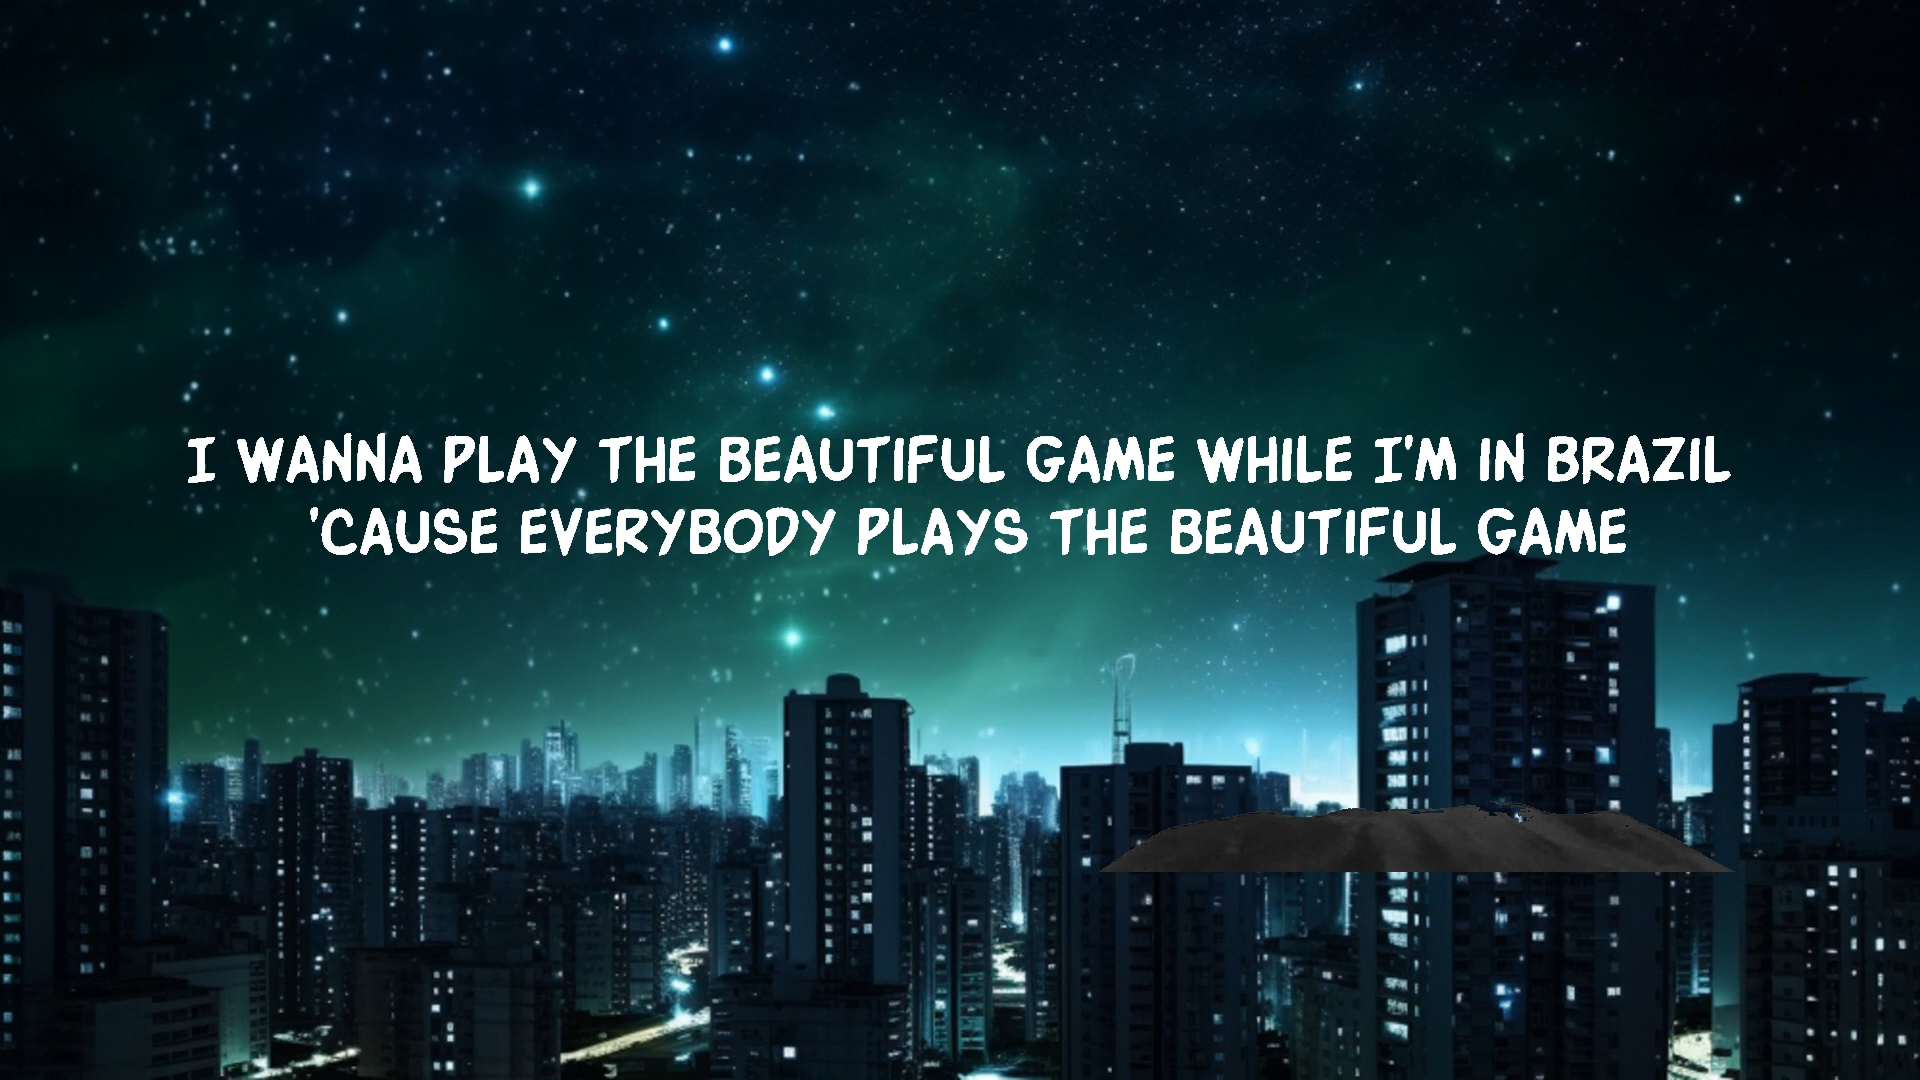 I WANNA PLAY THE BEAUTIFUL GAME WHILE I'M IN BRAZIL
'CAUSE EVERYBODY PLAYS THE BEAUTIFUL GAME